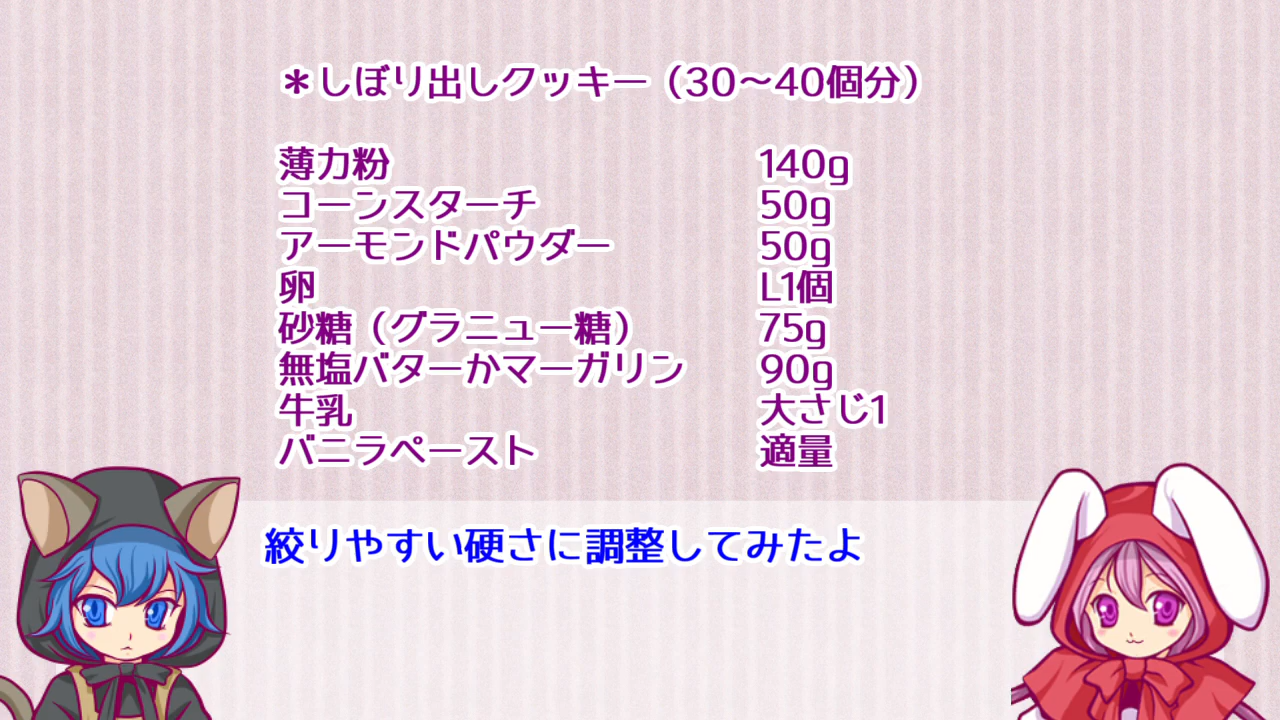 ＊しぼり出しクッキー（30～40個分）
薄力粉 140g
コーンスターチ 50g
アーモンドパウダー 50g
卵 L1個
砂糖（グラニュー糖） 75g
無塩バターかマーガリン 90g
牛乳 大さじ1
バニラペースト 適量
絞りやすい硬さに調整してみたよ